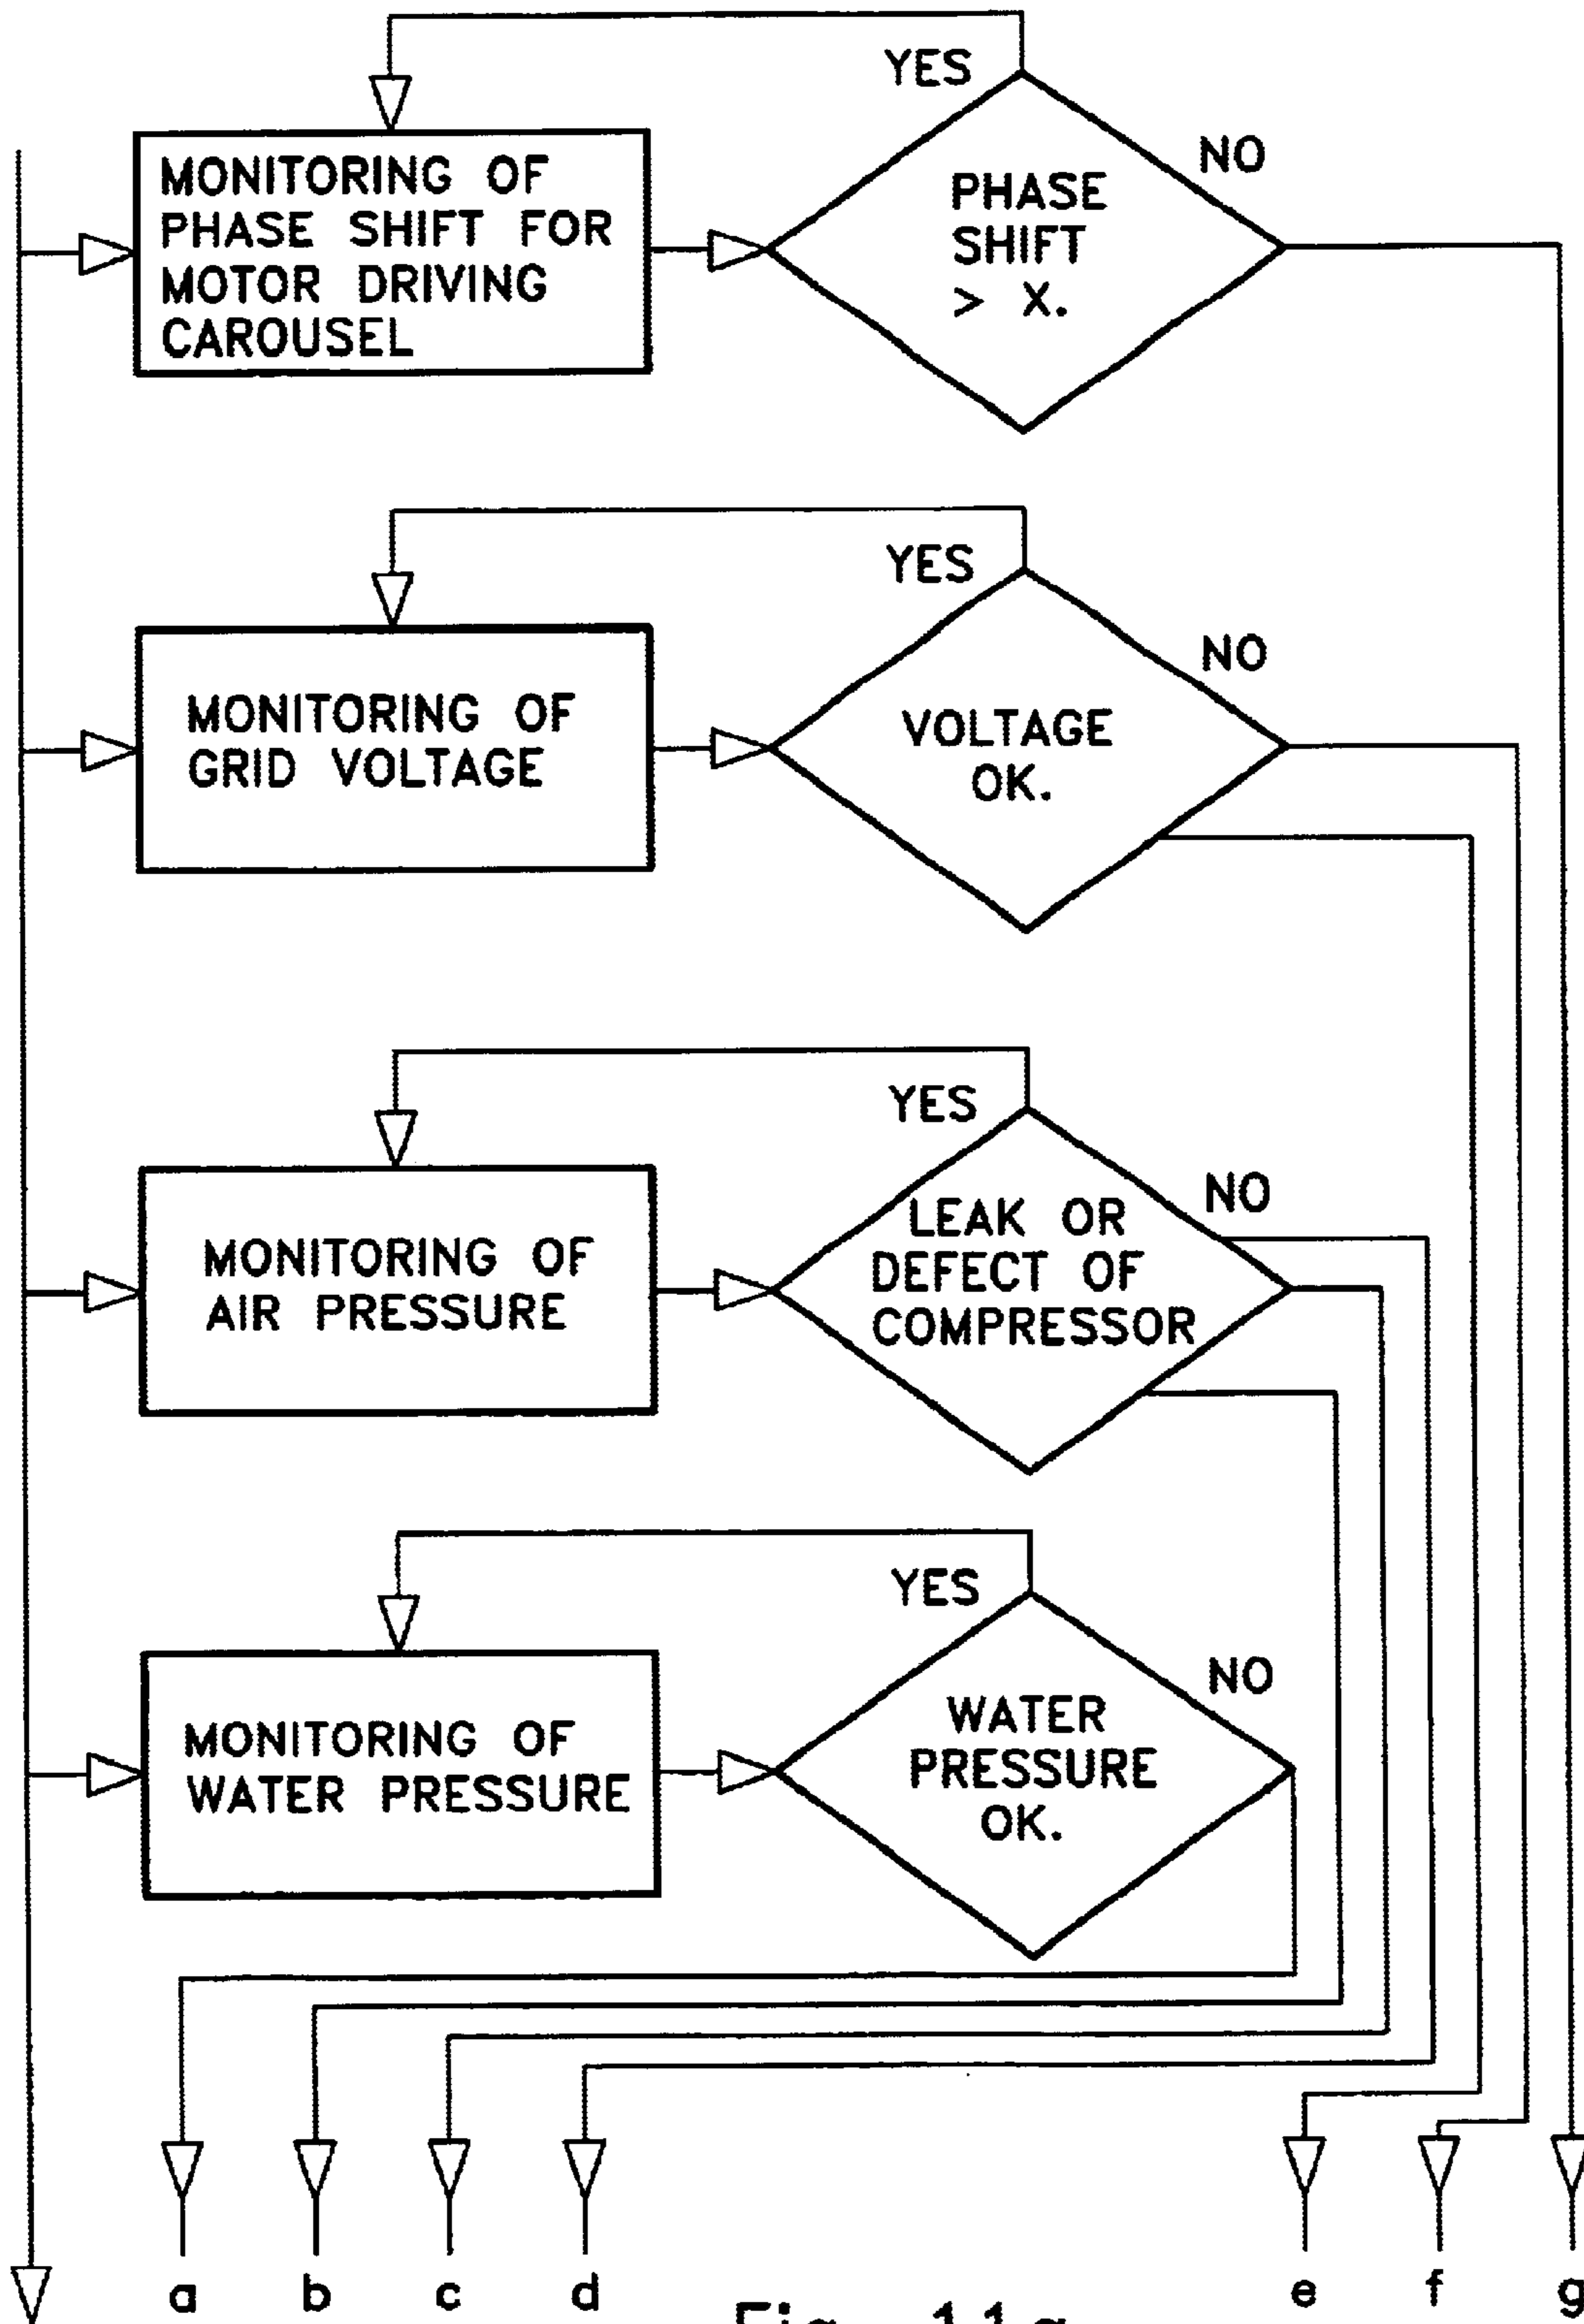 YES
NO
MONITORING OF
PHASE SHIFT FOR
MOTOR DRIVING
CAROUSEL
PHASE
SHIFT
> X.
YES
NO
MONITORING OF
GRID VOLTAGE
VOLTAGE
OK.
YES
NO
MONITORING OF
AIR PRESSURE
LEAK OR
DEFECT OF
COMPRESSOR
YES
NO
MONITORING OF
WATER PRESSURE
WATER
PRESSURE
OK.
a b c d e f g
Fig. 11a